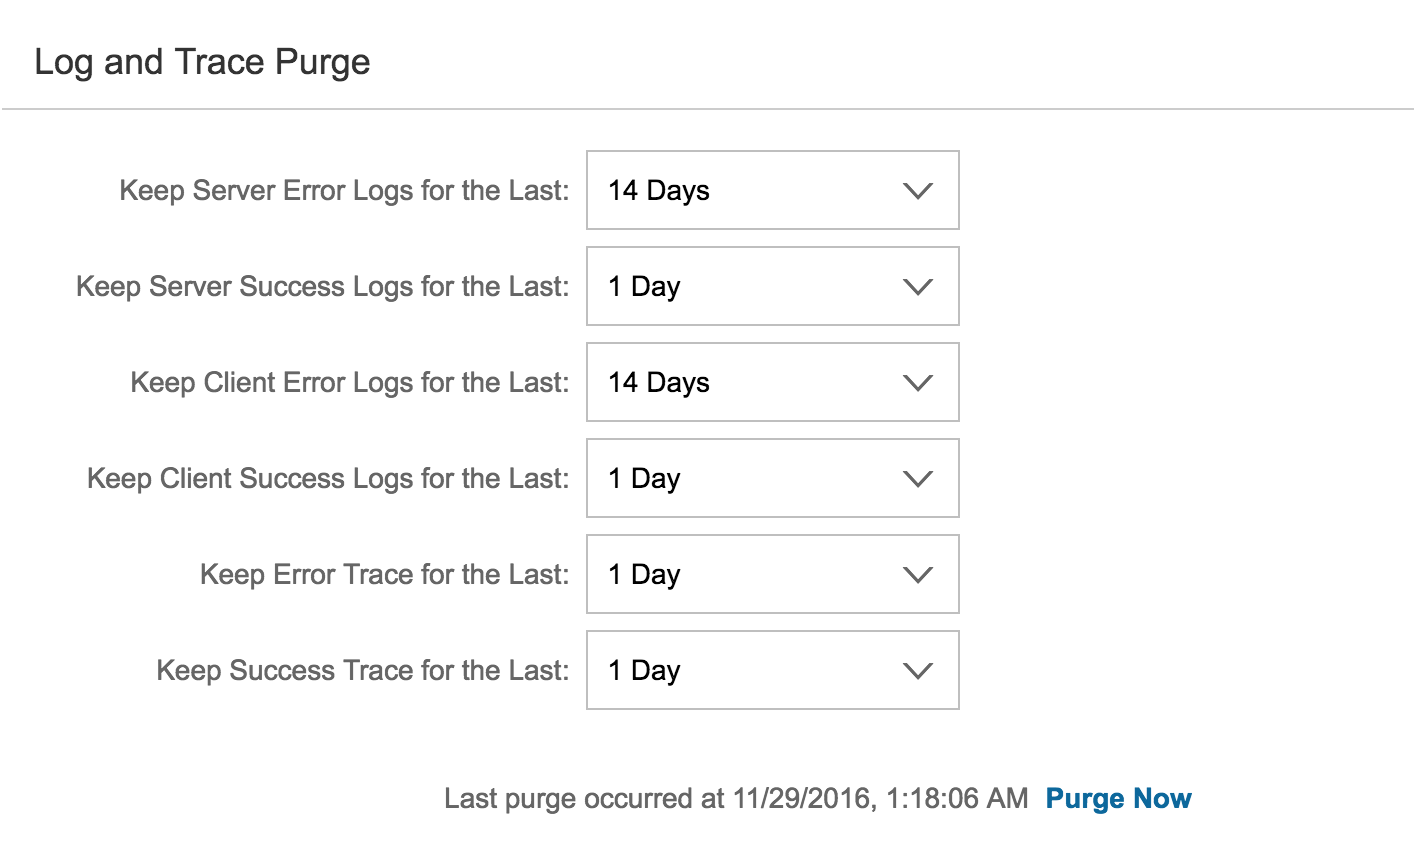 Log and Trace Purge
Keep Server Error Logs for the Last: 14 Days
Keep Server Success Logs for the Last: 1 Day
Keep Client Error Logs for the Last: 14 Days
Keep Client Success Logs for the Last: 1 Day
Keep Error Trace for the Last: 1 Day
Keep Success Trace for the Last: 1 Day
Last purge occurred at 11/29/2016, 1:18:06 AM Purge Now